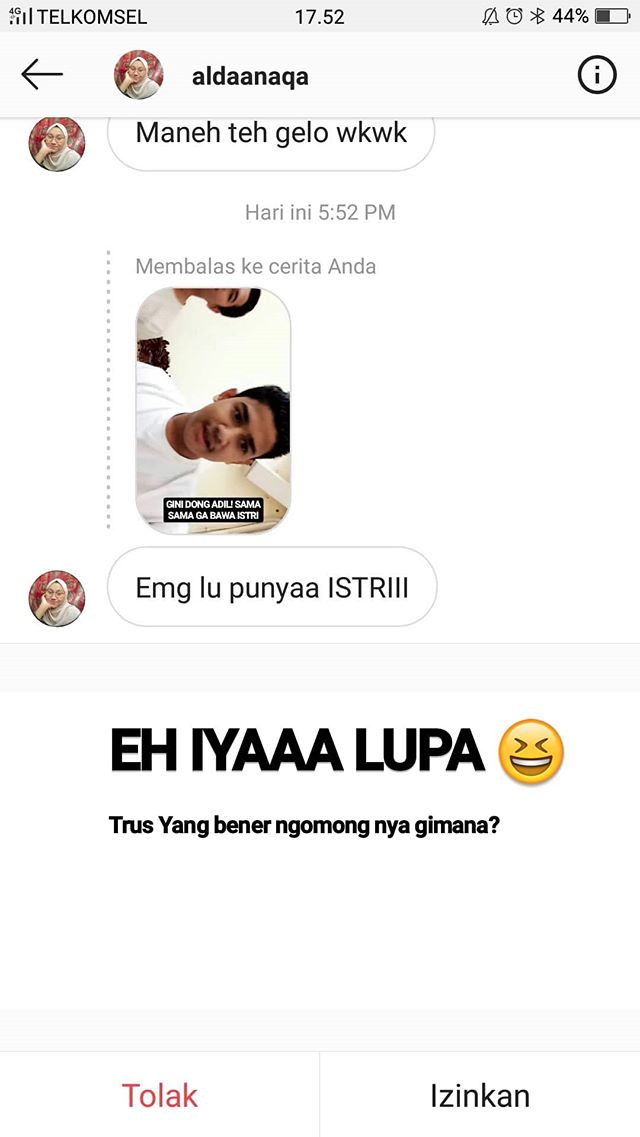 4G TELKOMSEL 17.52 44%
aldaanaqa
Maneh teh gelo wkwk
Hari ini 5:52 PM
Membalas ke cerita Anda
GINI DONG ADIL! SAMA
SAMA GA BAWA ISTRI
Emg lu punyaa ISTRIII
EH IYAAA LUPA 😆
Trus Yang bener ngomong nya gimana?
Tolak Izinkan